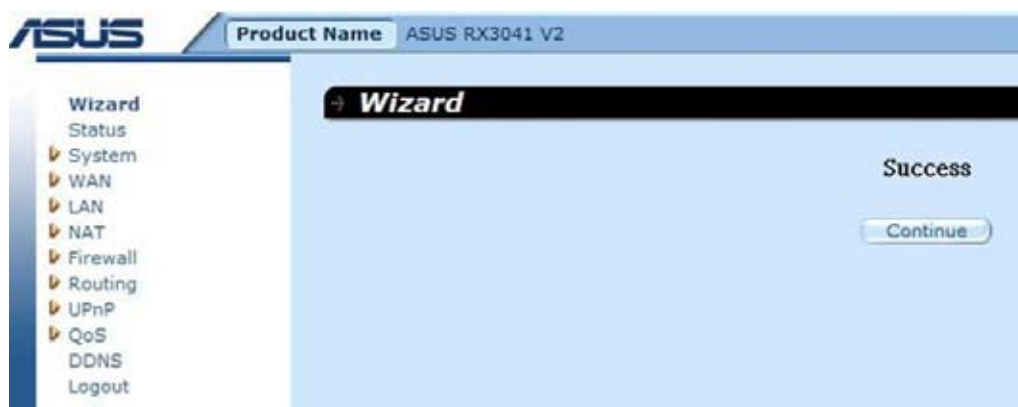 ASUS
Product Name ASUS RX3041 V2
Wizard
Status
System
WAN
LAN
NAT
Firewall
Routing
UPnP
QoS
DDNS
Logout
Wizard
Success
Continue